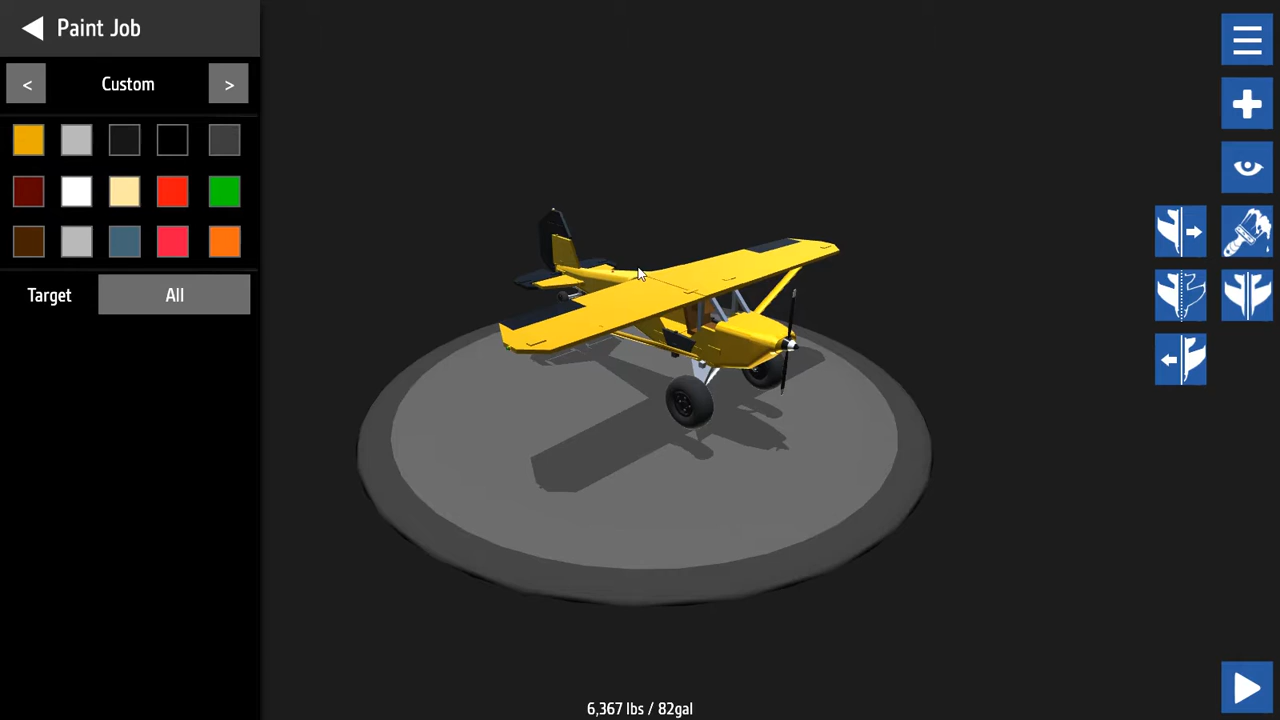 Paint Job
< Custom >
Target All
6,367 lbs / 82gal